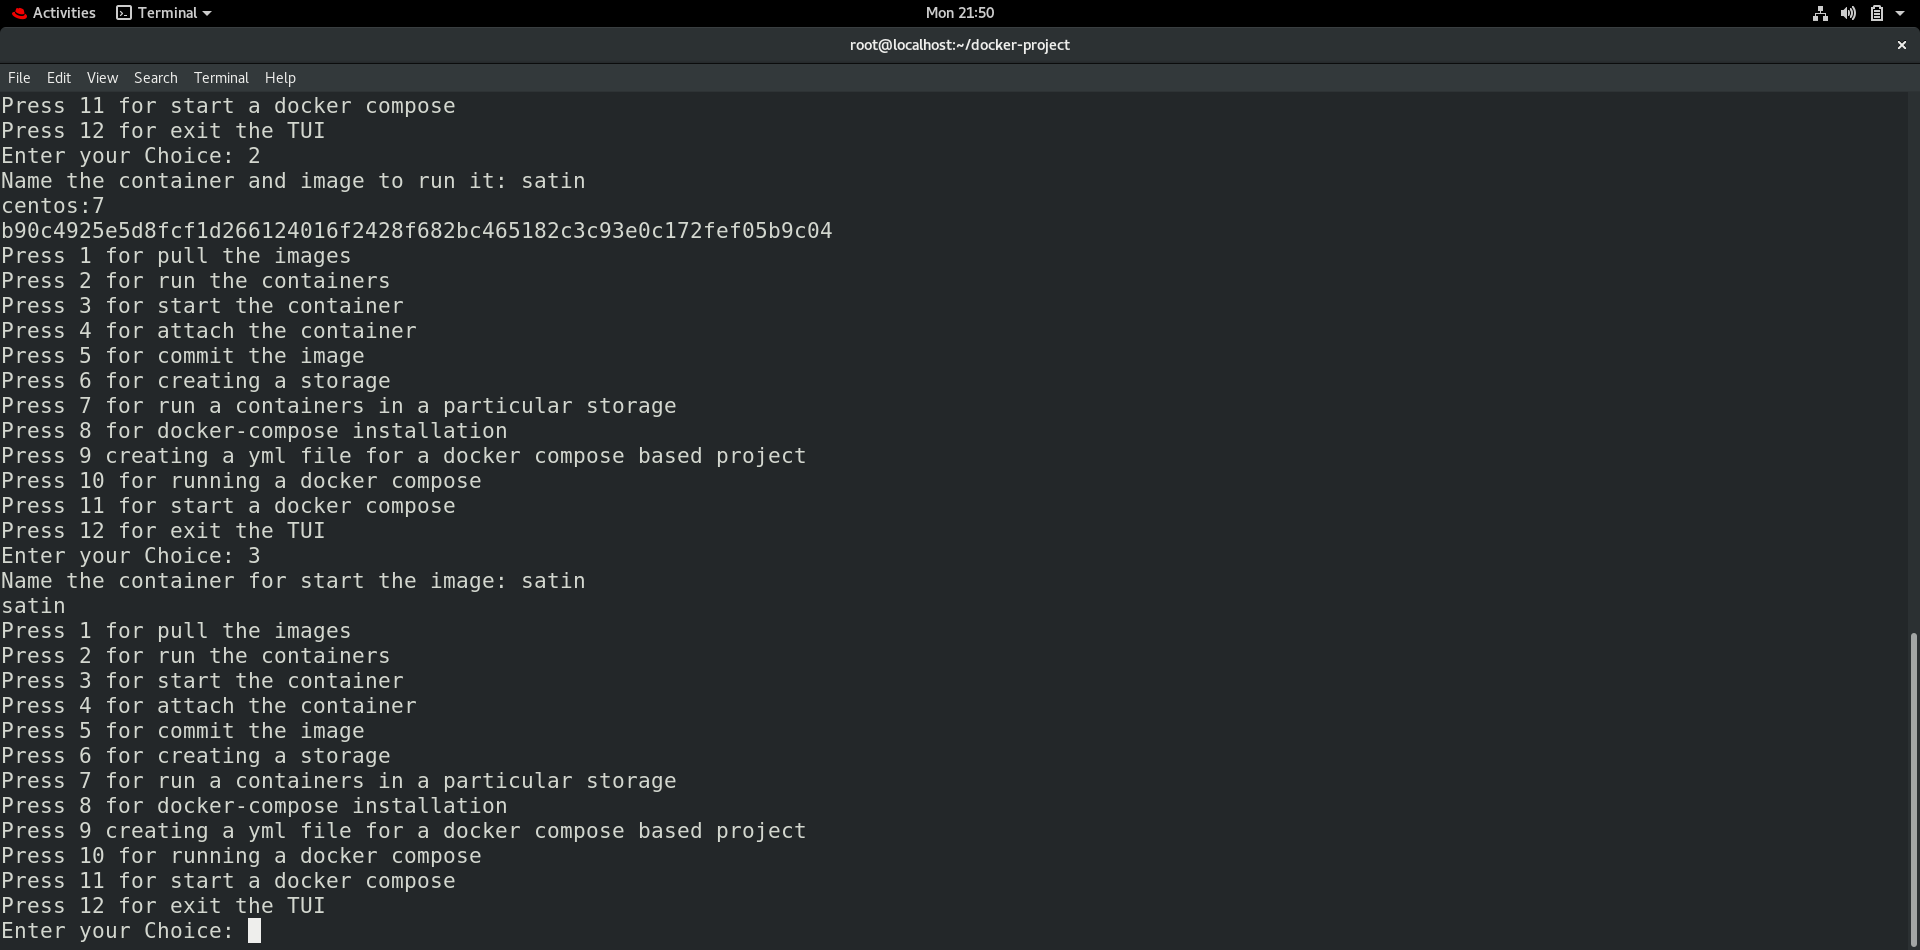 Activities Terminal Mon 21:50
root@localhost:~/docker-project
File Edit View Search Terminal Help
Press 11 for start a docker compose
Press 12 for exit the TUI
Enter your Choice: 2
Name the container and image to run it: satin
centos:7
b90c4925e5d8fcf1d266124016f2428f682bc465182c3c93e0c172fef05b9c04
Press 1 for pull the images
Press 2 for run the containers
Press 3 for start the container
Press 4 for attach the container
Press 5 for commit the image
Press 6 for creating a storage
Press 7 for run a containers in a particular storage
Press 8 for docker-compose installation
Press 9 creating a yml file for a docker compose based project
Press 10 for running a docker compose
Press 11 for start a docker compose
Press 12 for exit the TUI
Enter your Choice: 3
Name the container for start the image: satin
satin
Press 1 for pull the images
Press 2 for run the containers
Press 3 for start the container
Press 4 for attach the container
Press 5 for commit the image
Press 6 for creating a storage
Press 7 for run a containers in a particular storage
Press 8 for docker-compose installation
Press 9 creating a yml file for a docker compose based project
Press 10 for running a docker compose
Press 11 for start a docker compose
Press 12 for exit the TUI
Enter your Choice: